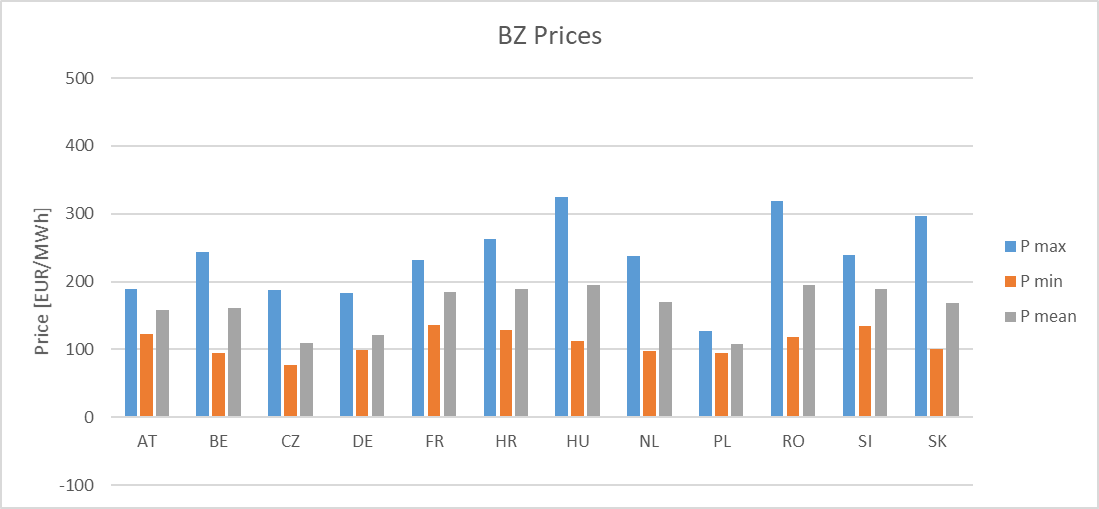 BZ Prices
Price [EUR/MWh]
500
400
300
200
100
0
-100
AT BE CZ DE FR HR HU NL PL RO SI SK
P max
P min
P mean